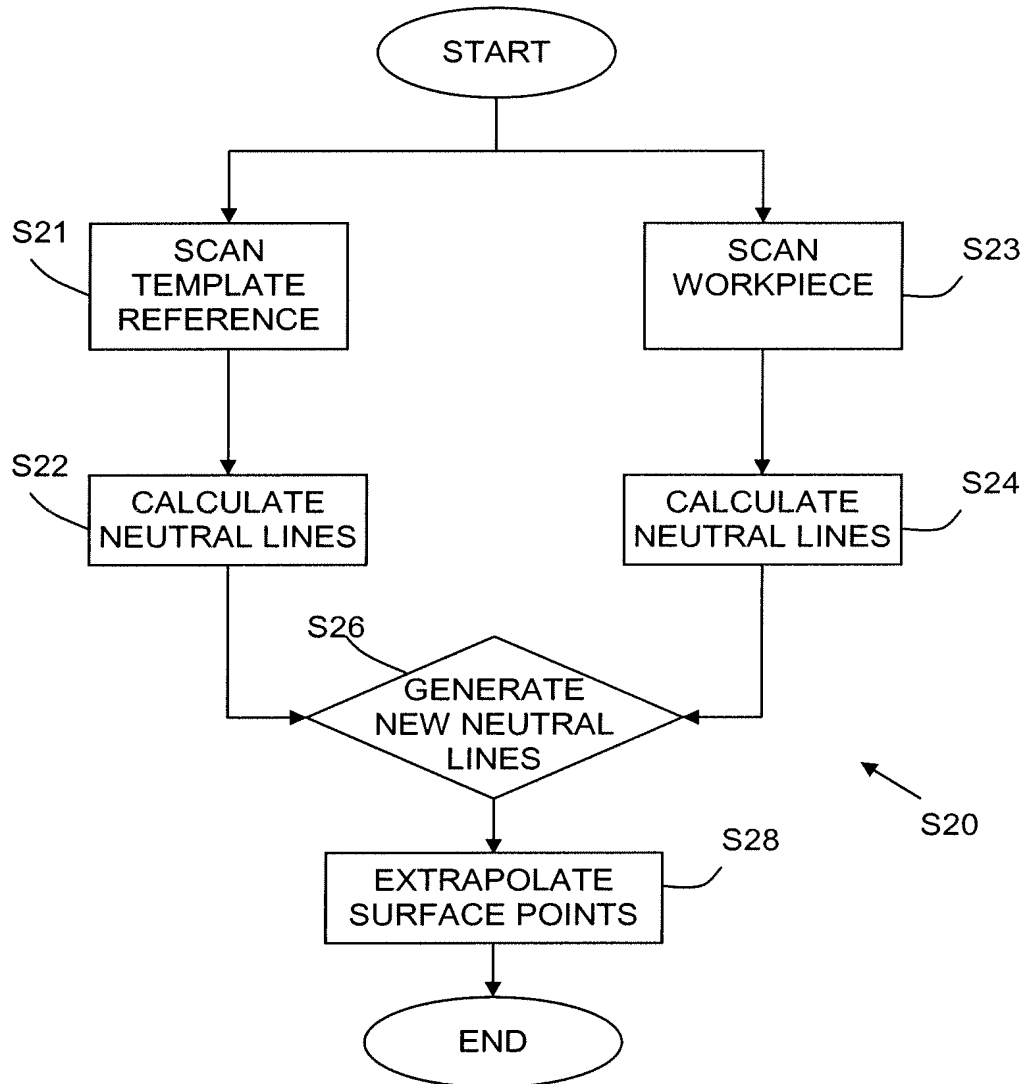 START
S21
SCAN
TEMPLATE
REFERENCE
SCAN
WORKPIECE
S23
S22
CALCULATE
NEUTRAL LINES
CALCULATE
NEUTRAL LINES
S24
S26
GENERATE
NEW NEUTRAL
LINES
S20
S28
EXTRAPOLATE
SURFACE POINTS
END